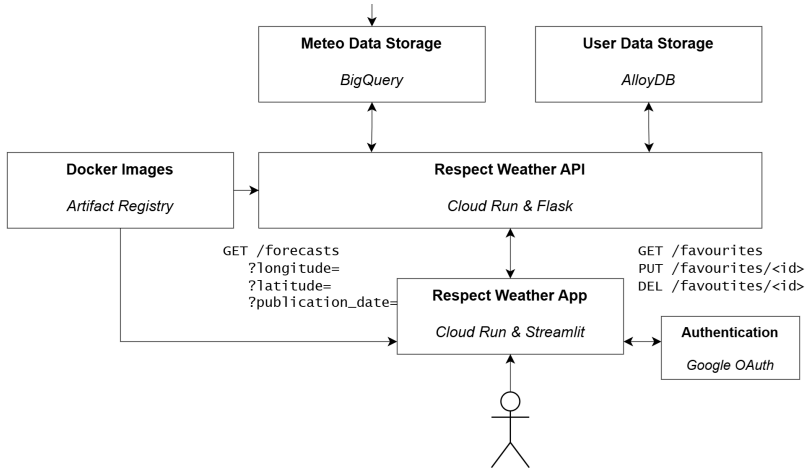 Meteo Data Storage
BigQuery
User Data Storage
AlloyDB
Docker Images
Artifact Registry
Respect Weather API
Cloud Run & Flask
GET /forecasts
?longitude=
?latitude=
?publication_date=
GET /favourites
PUT /favourites/<id>
DEL /favoutites/<id>
Respect Weather App
Cloud Run & Streamlit
Authentication
Google OAuth